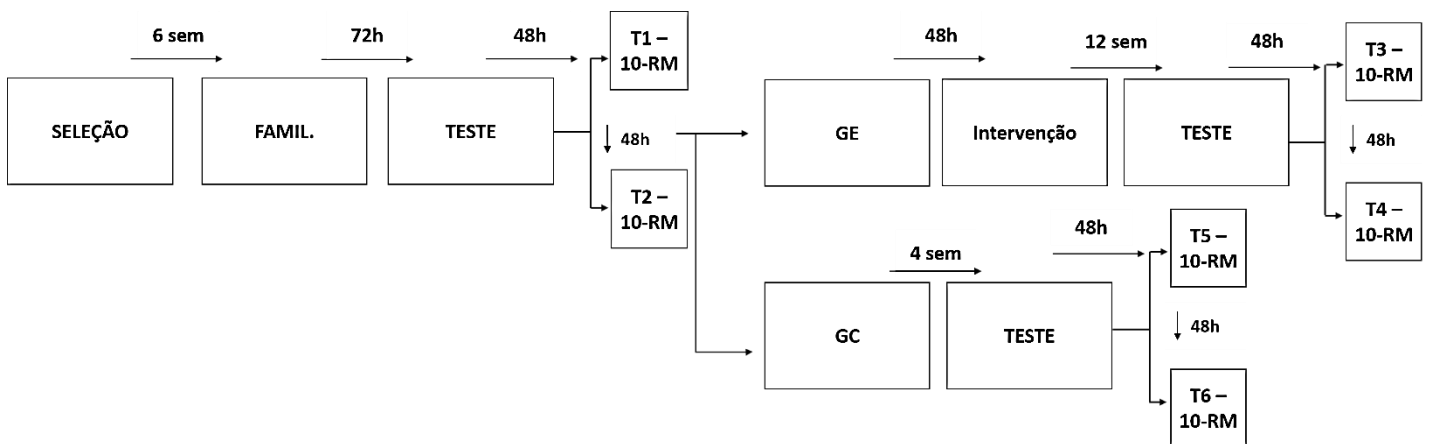 6 sem
72h
48h
SELEÇÃO
FAMIL.
TESTE
T1 –
10-RM
48h
T2 –
10-RM
48h
12 sem
48h
GE
Intervenção
TESTE
T3 –
10-RM
48h
T4 –
10-RM
4 sem
48h
GC
TESTE
T5 –
10-RM
48h
T6 –
10-RM